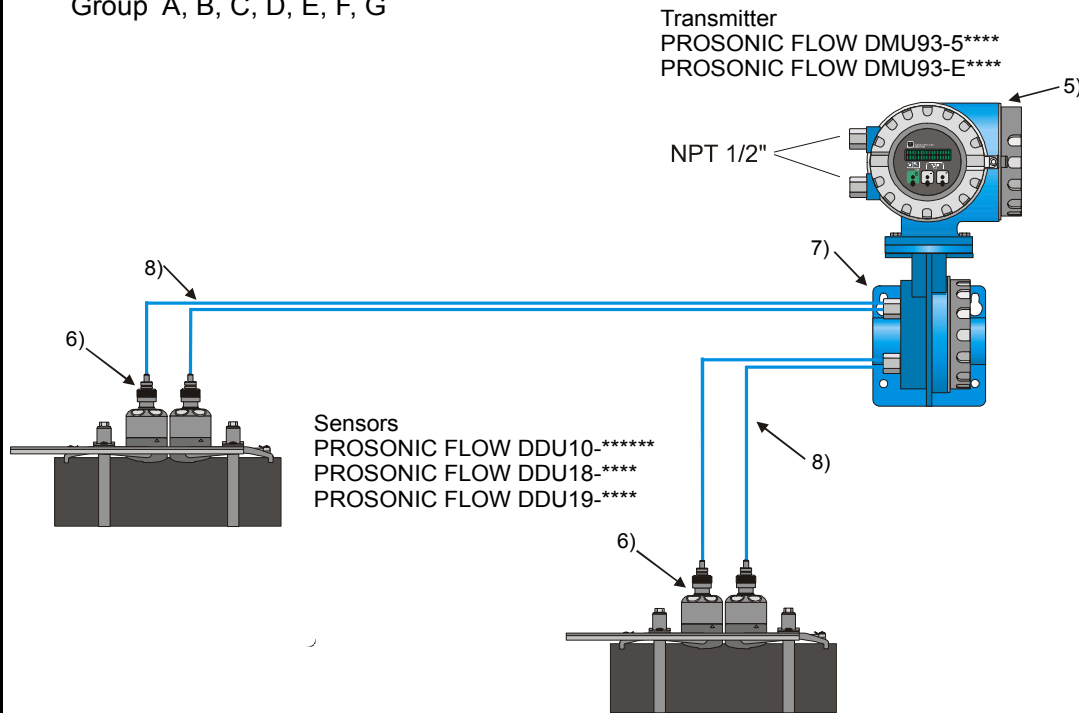 Group A, B, C, D, E, F, G
Transmitter
PROSONIC FLOW DMU93-5****
PROSONIC FLOW DMU93-E****
5)
NPT 1/2"
7)
8)
6)
Sensors
PROSONIC FLOW DDU10-******
PROSONIC FLOW DDU18-****
PROSONIC FLOW DDU19-****
8)
6)